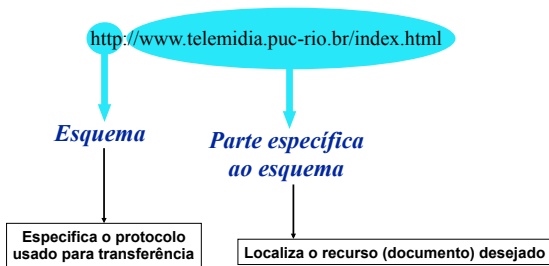 http://www.telemidia.puc-rio.br/index.html
Esquema
Parte específica
ao esquema
Especifica o protocolo
usado para transferência
Localiza o recurso (documento) desejado